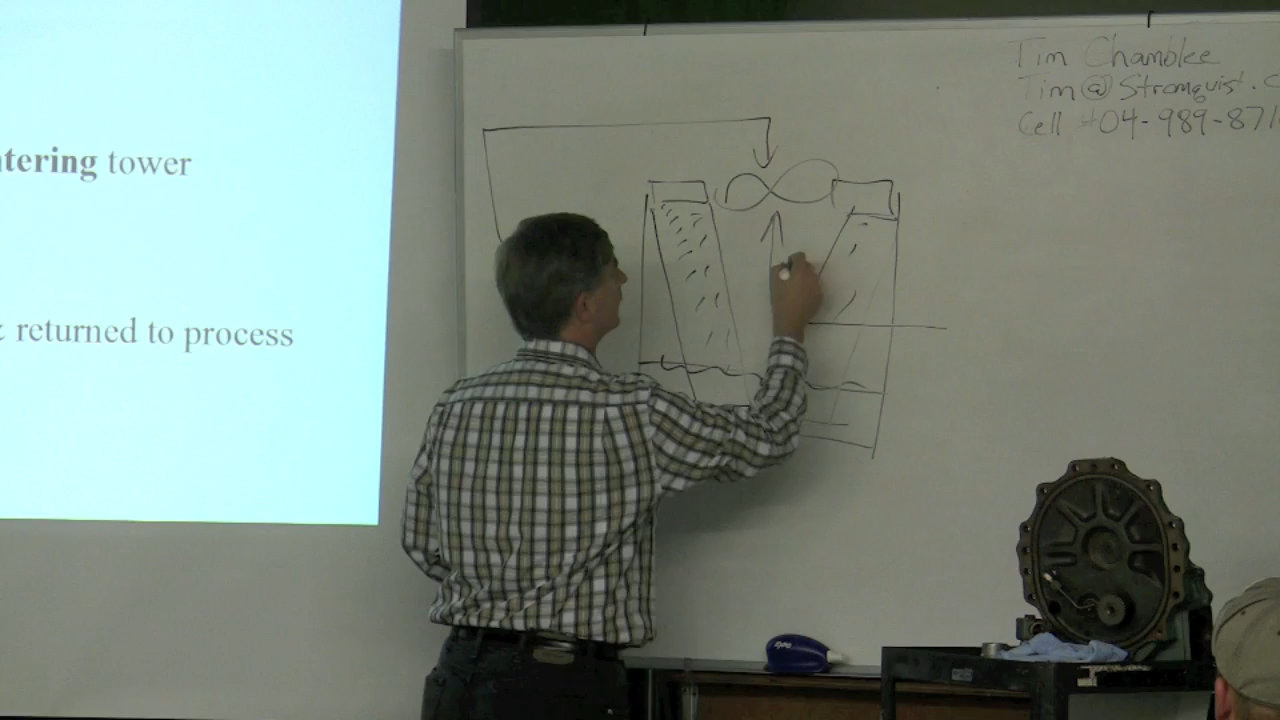 tering tower
returned to process
Tim Chamblee
Tim@Stromquist.c
Cell 404-989-871